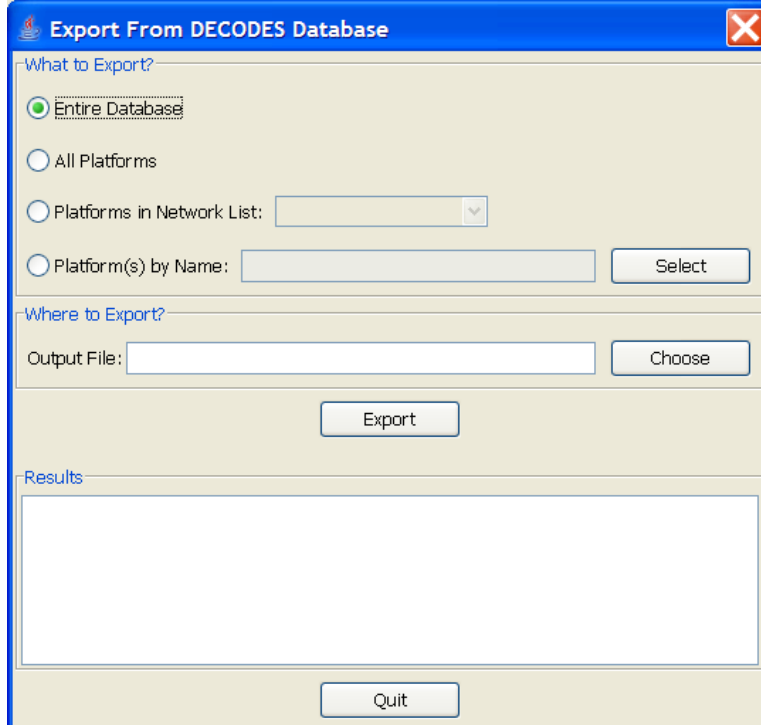 Export From DECODES Database
What to Export?
Entire Database
All Platforms
Platforms in Network List:
Platform(s) by Name: Select
Where to Export?
Output File: Choose
Export
Results
Quit